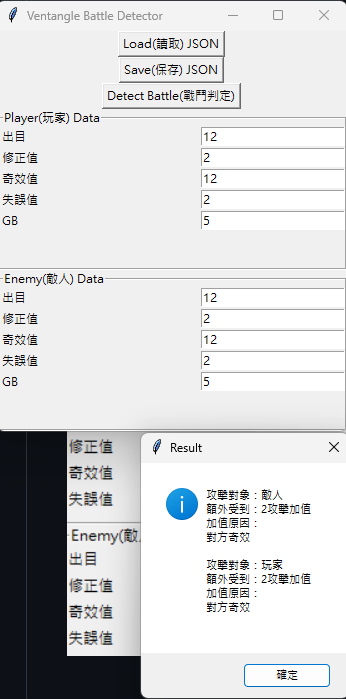 Ventangle Battle Detector
Load(讀取) JSON
Save(保存) JSON
Detect Battle(戰鬥判定)
Player(玩家) Data
出目 12
修正值 2
奇效值 12
失誤值 2
GB 5
Enemy(敵人) Data
出目 12
修正值 2
奇效值 12
失誤值 2
GB 5
修正值
奇效值
失誤值
Enemy(敵
出目
修正值
奇效值
失誤值
Result
攻擊對象：敵人
額外受到：2攻擊加值
加值原因：
對方寄效
攻擊對象：玩家
額外受到：2攻擊加值
加值原因：
對方寄效
確定